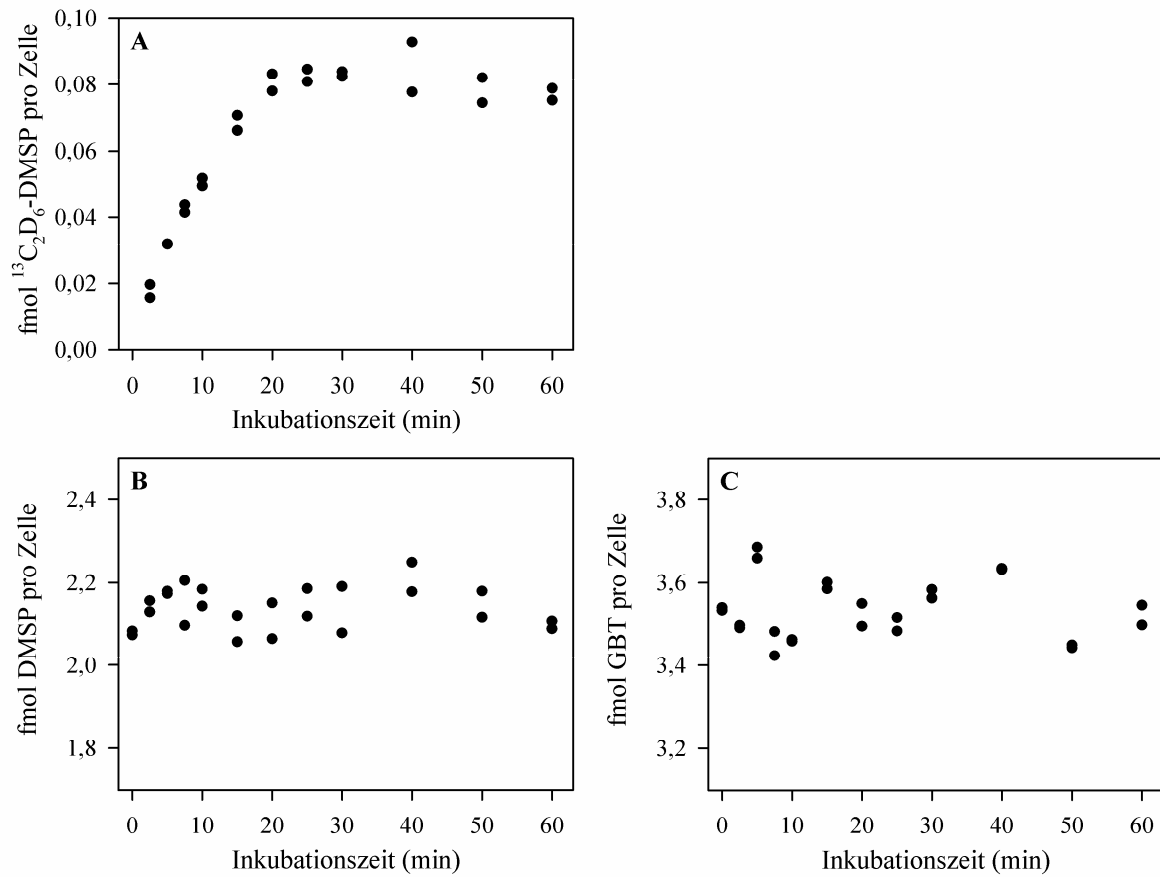 A
fmol ¹³C₂D₆-DMSP pro Zelle
0,10
0,08
0,06
0,04
0,02
0,00
0 10 20 30 40 50 60
Inkubationszeit (min)
B
fmol DMSP pro Zelle
2,4
2,2
2,0
1,8
0 10 20 30 40 50 60
Inkubationszeit (min)
C
fmol GBT pro Zelle
3,8
3,6
3,4
3,2
0 10 20 30 40 50 60
Inkubationszeit (min)